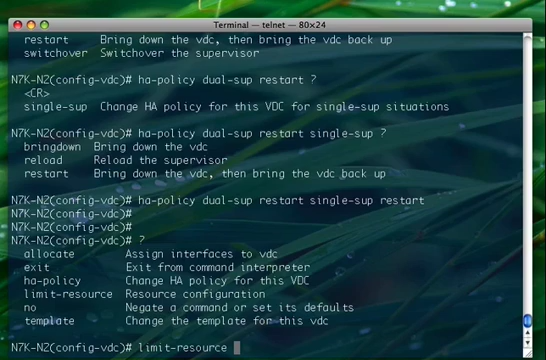 Terminal — telnet — 80×24
restart Bring down the vdc, then bring the vdc back up
switchover Switchover the supervisor
N7K-N2(config-vdc)# ha-policy dual-sup restart ?
<CR>
single-sup Change HA policy for this VDC for single-sup situations
N7K-N2(config-vdc)# ha-policy dual-sup restart single-sup ?
bringdown Bring down the vdc
reload Reload the supervisor
restart Bring down the vdc, then bring the vdc back up
N7K-N2(config-vdc)# ha-policy dual-sup restart single-sup restart
N7K-N2(config-vdc)#
N7K-N2(config-vdc)#
N7K-N2(config-vdc)# ?
allocate Assign interfaces to vdc
exit Exit from command interpreter
ha-policy Change HA policy for this VDC
limit-resource Resource configuration
no Negate a command or set its defaults
template Change the template for this vdc
N7K-N2(config-vdc)# limit-resource